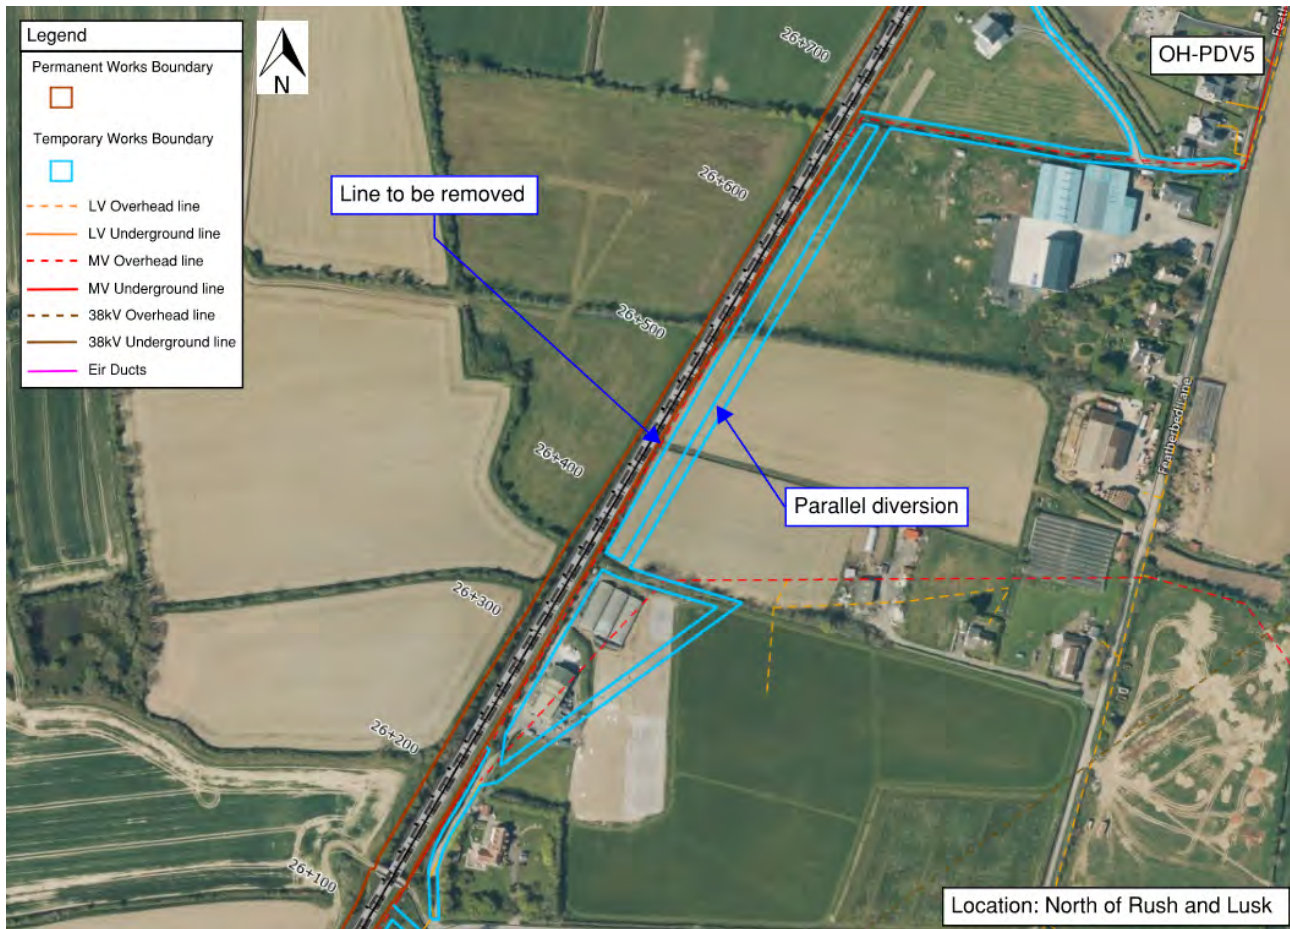 Legend
Permanent Works Boundary
Temporary Works Boundary
LV Overhead line
LV Underground line
MV Overhead line
MV Underground line
38kV Overhead line
38kV Underground line
Eir Ducts
N
OH-PDV5
26+700
26+600
Line to be removed
26+500
26+400
Featherbed Lane
Parallel diversion
26+300
26+200
26+100
Location: North of Rush and Lusk